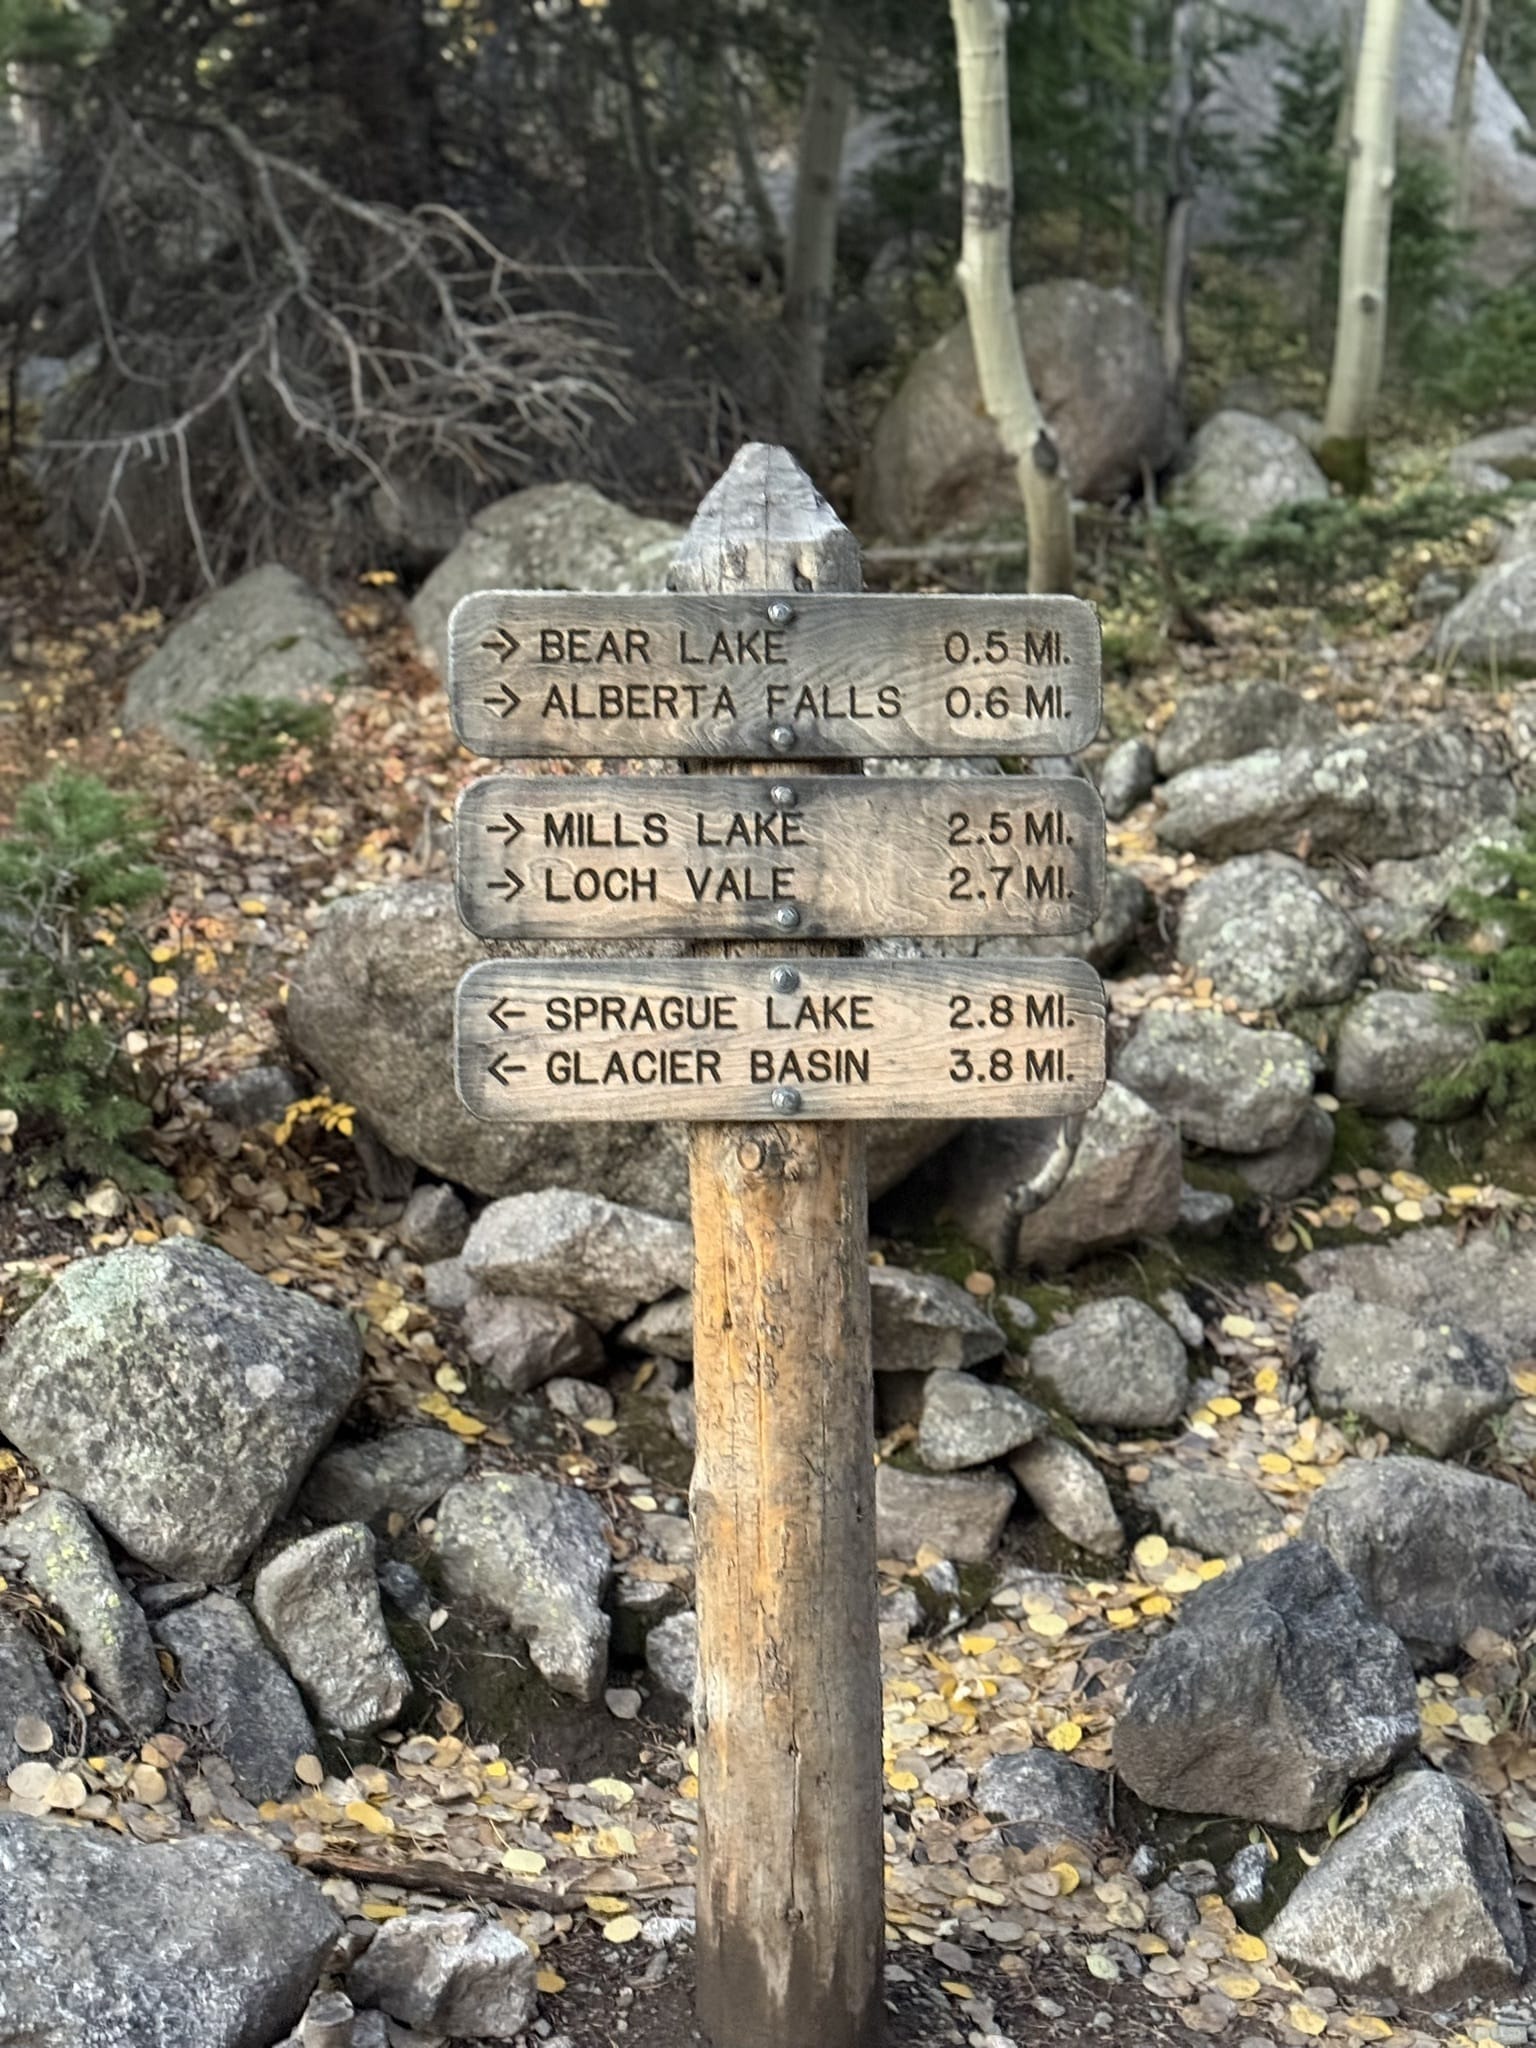 → BEAR LAKE 0.5 MI.
→ ALBERTA FALLS 0.6 MI.
→ MILLS LAKE 2.5 MI.
→ LOCH VALE 2.7 MI.
← SPRAGUE LAKE 2.8 MI.
← GLACIER BASIN 3.8 MI.